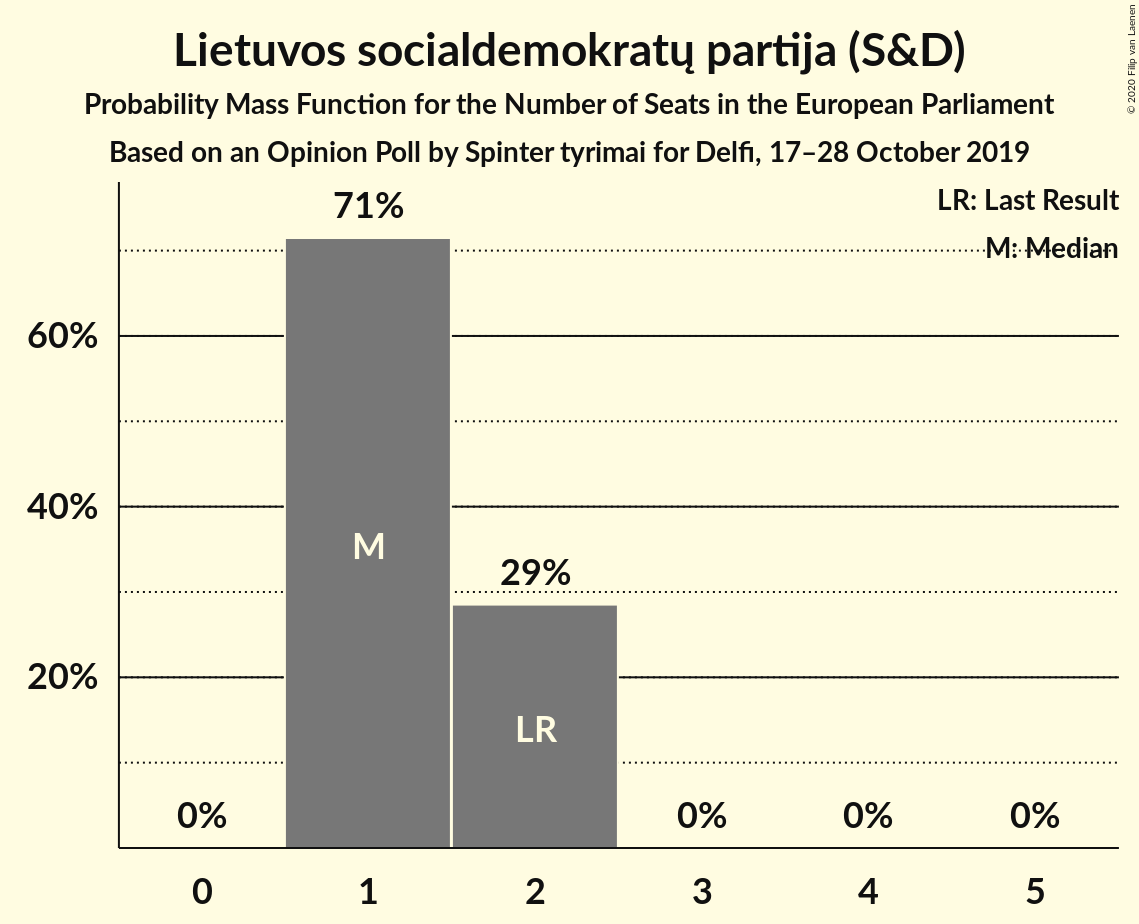 Lietuvos socialdemokratų partija (S&D)
Probability Mass Function for the Number of Seats in the European Parliament
Based on an Opinion Poll by Spinter tyrimai for Delfi, 17–28 October 2019
© 2020 Filip van Laenen
LR: Last Result
M: Median
71%
60%
40%
M
29%
20%
LR
0%
0%
0%
0%
0
1
2
3
4
5